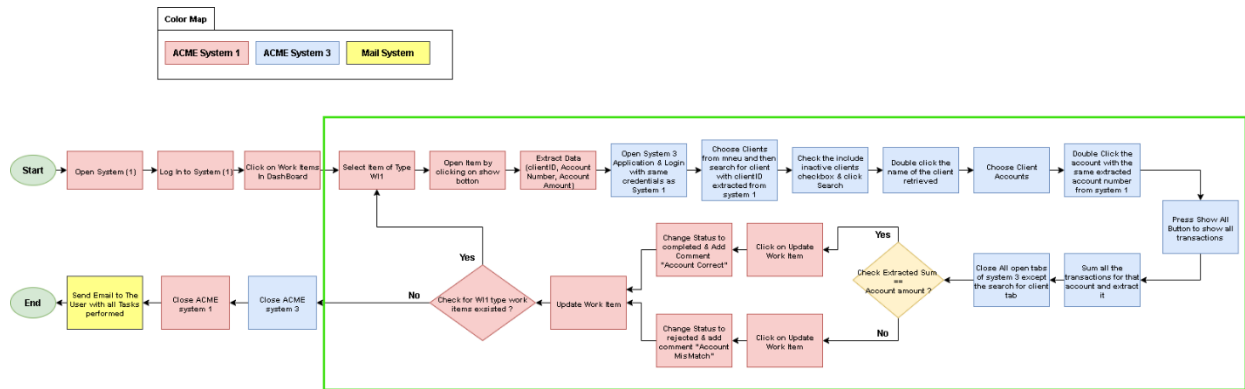 Color Map
ACME System 1
ACME System 3
Mail System
Start
Open System (1)
Log In to System (1)
Click on Work Items
In DashBoard
Select Item of Type
WI1
Open Item by
clicking on show
botton
Extract Data
(clientID, Account
Number, Account
Amount)
Open System 3
Application & Login
with same
credentials as
System 1
Choose Clients
from mneu and then
search for client
with clientID
extracted from
system 1
Check the include
inactive clients
checkbox & click
Search
Double click the
name of the client
retrieved
Choose Client
Accounts
Double Click the
account with the
same extracted
account number
from system 1
Press Show All
Button to show all
transactions
Sum all the
transactions for that
account and extract
it
Close All open tabs
of system 3 except
the search for client
tab
Check Extracted Sum
==
Account amount ?
Yes
Click on Update
Work Item
Change Status to
completed & Add
Comment
"Account Correct"
No
Click on Update
Work Item
Change Status to
rejected & add
comment "Account
MisMatch"
Update Work Item
Check for WI1 type work
items exsisted ?
Yes
No
Close ACME
system 3
Close ACME
system 1
Send Email to The
User with all Tasks
performed
End